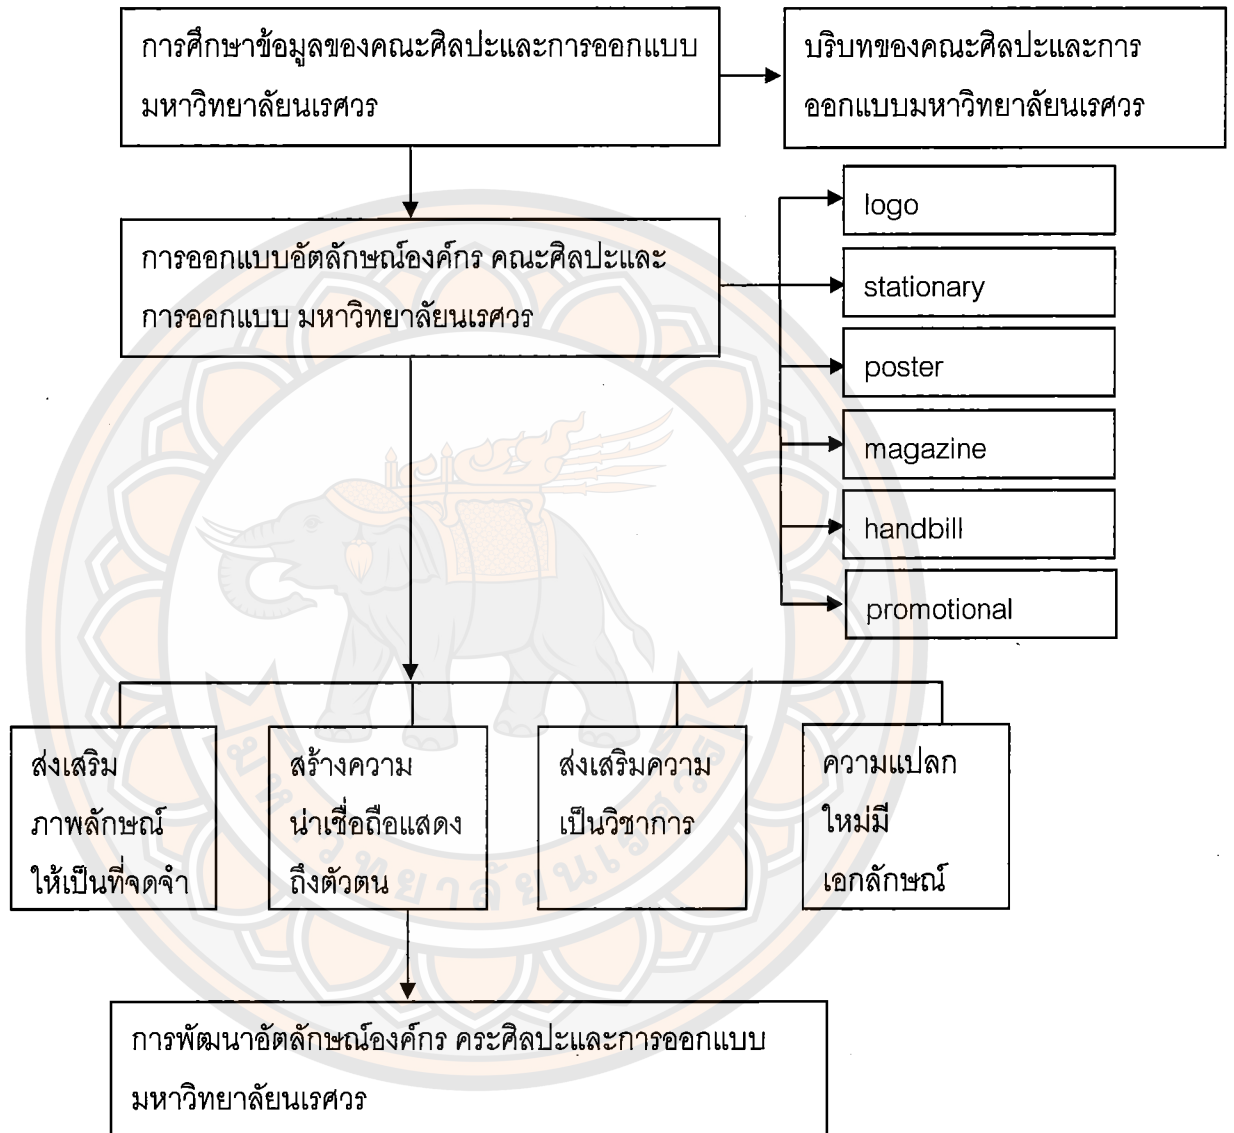 การศึกษาข้อมูลของคณะศิลปะและการออกแบบ
มหาวิทยาลัยนเรศวร
บริบทของคณะศิลปะและการ
ออกแบบมหาวิทยาลัยนเรศวร
การออกแบบอัตลักษณ์องค์กร คณะศิลปะและ
การออกแบบ มหาวิทยาลัยนเรศวร
logo
stationary
poster
magazine
handbill
promotional
ส่งเสริม
ภาพลักษณ์
ให้เป็นที่จดจำ
สร้างความ
น่าเชื่อถือแสดง
ถึงตัวตน
ส่งเสริมความ
เป็นวิชาการ
ความแปลก
ใหม่มี
เอกลักษณ์
มหาวิทยาลัยนเรศวร
การพัฒนาอัตลักษณ์องค์กร คระศิลปะและการออกแบบ
มหาวิทยาลัยนเรศวร